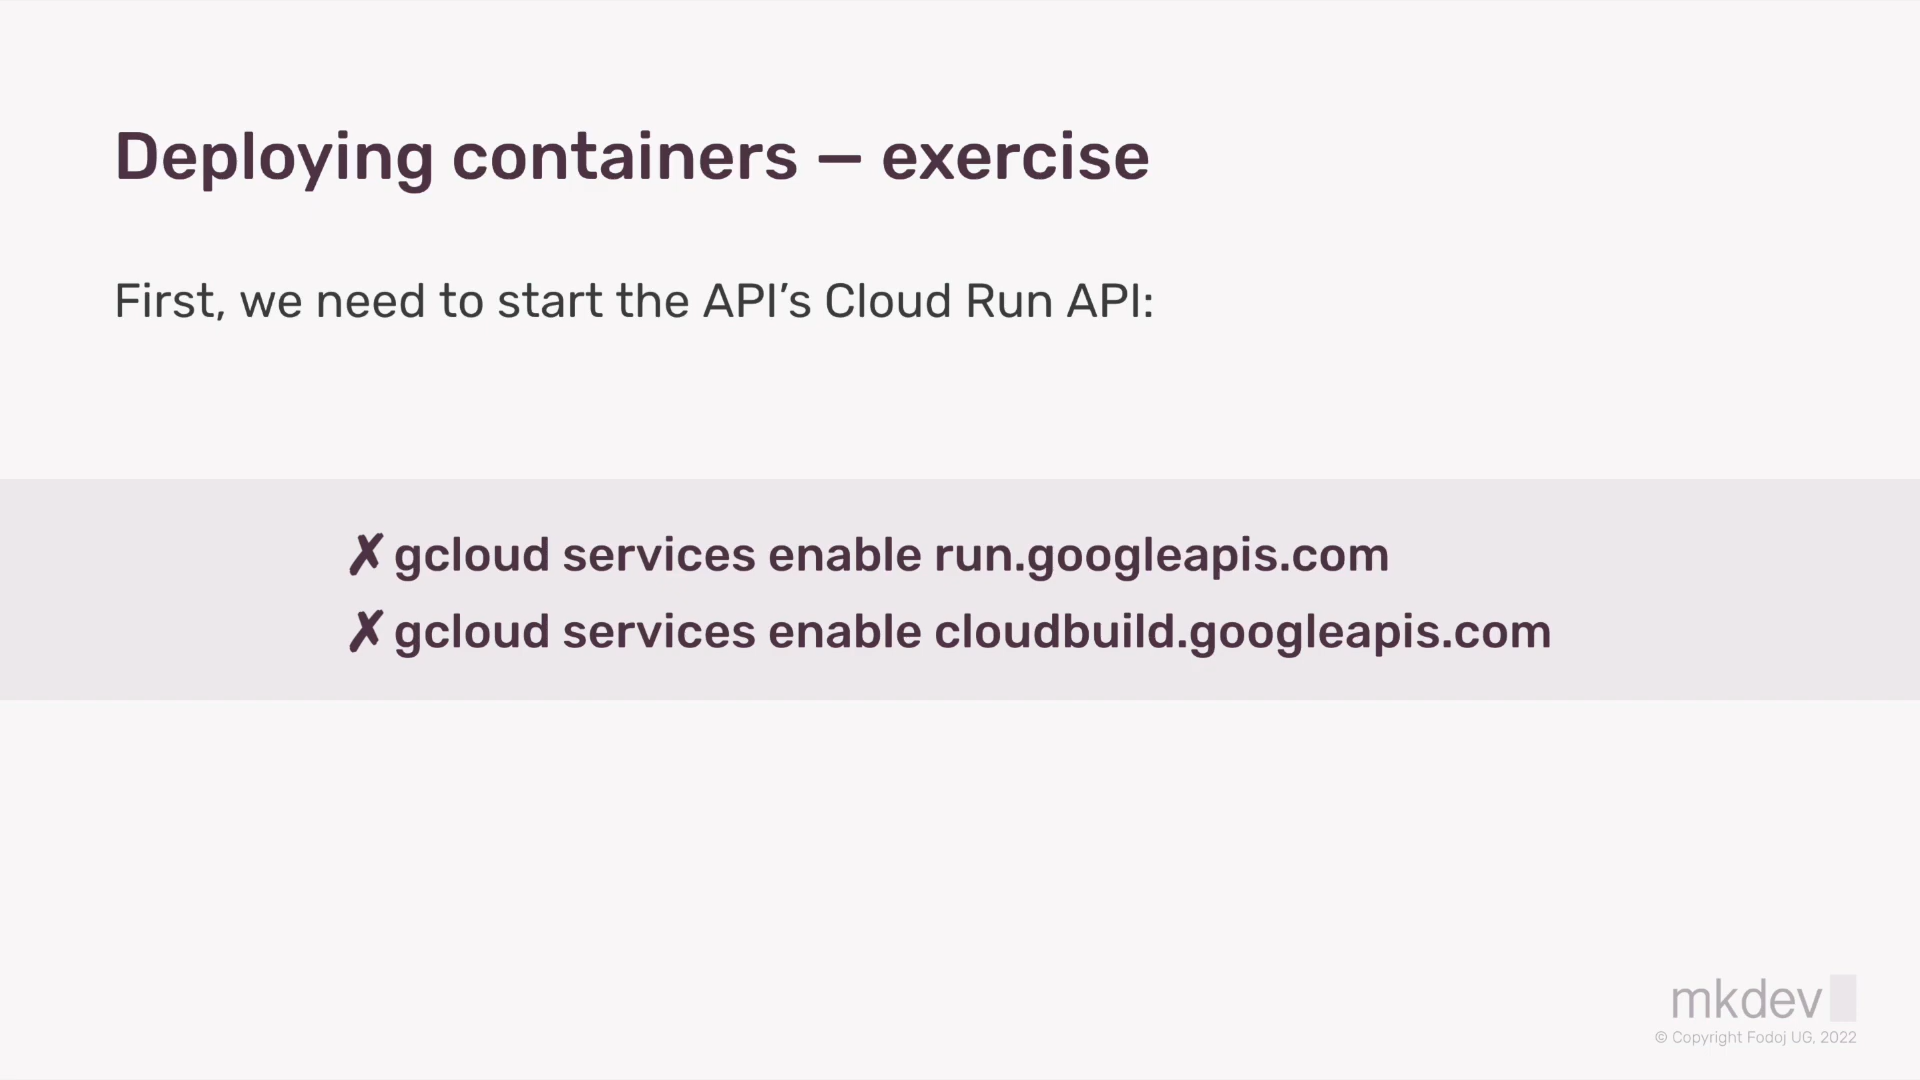 Deploying containers — exercise
First, we need to start the API’s Cloud Run API:
✗ gcloud services enable run.googleapis.com
✗ gcloud services enable cloudbuild.googleapis.com
mkdev
© Copyright Fodoj UG, 2022